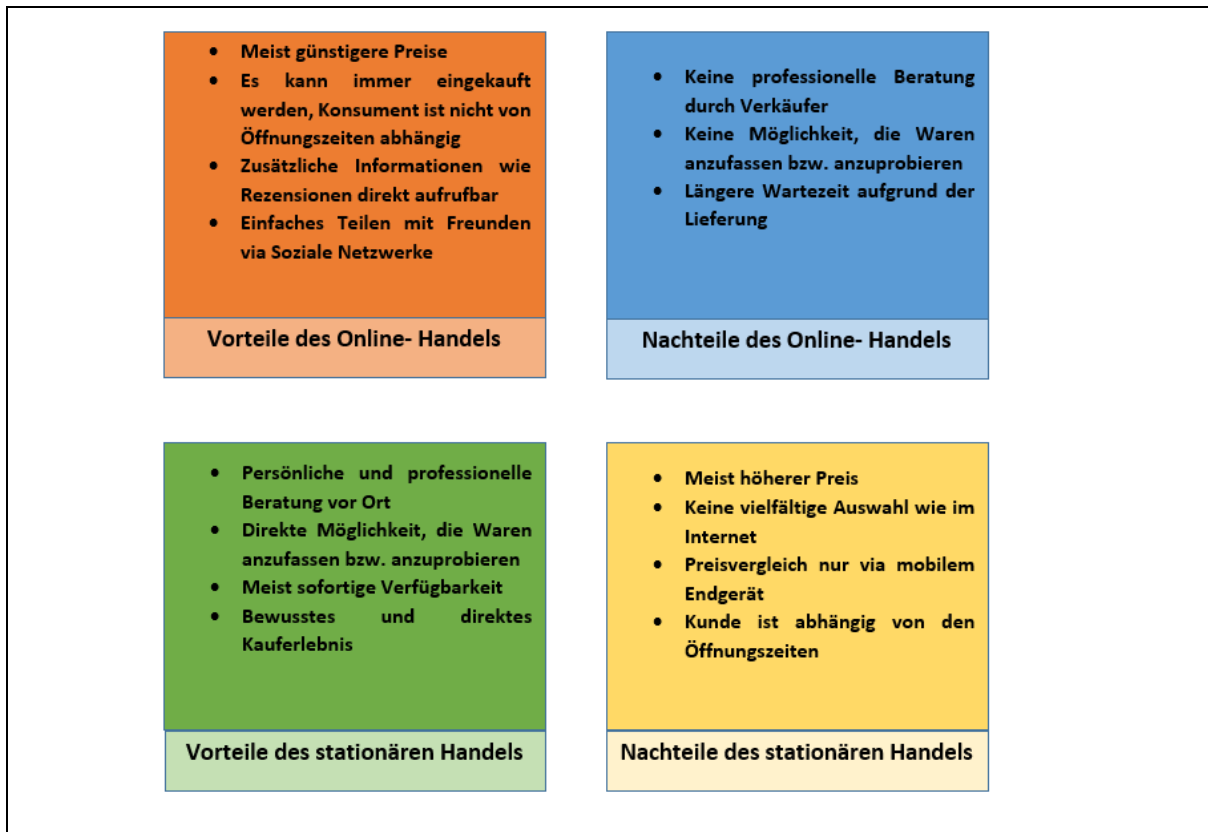 • Meist günstigere Preise
• Es kann immer eingekauft
werden, Konsument ist nicht von
Öffnungszeiten abhängig
• Zusätzliche Informationen wie
Rezensionen direkt aufrufbar
• Einfaches Teilen mit Freunden
via Soziale Netzwerke
Vorteile des Online- Handels
• Keine professionelle Beratung
durch Verkäufer
• Keine Möglichkeit, die Waren
anzufassen bzw. anzuprobieren
• Längere Wartezeit aufgrund der
Lieferung
Nachteile des Online- Handels
• Persönliche und professionelle
Beratung vor Ort
• Direkte Möglichkeit, die Waren
anzufassen bzw. anzuprobieren
• Meist sofortige Verfügbarkeit
• Bewusstes und direktes
Kauferlebnis
Vorteile des stationären Handels
• Meist höherer Preis
• Keine vielfältige Auswahl wie im
Internet
• Preisvergleich nur via mobilem
Endgerät
• Kunde ist abhängig von den
Öffnungszeiten
Nachteile des stationären Handels